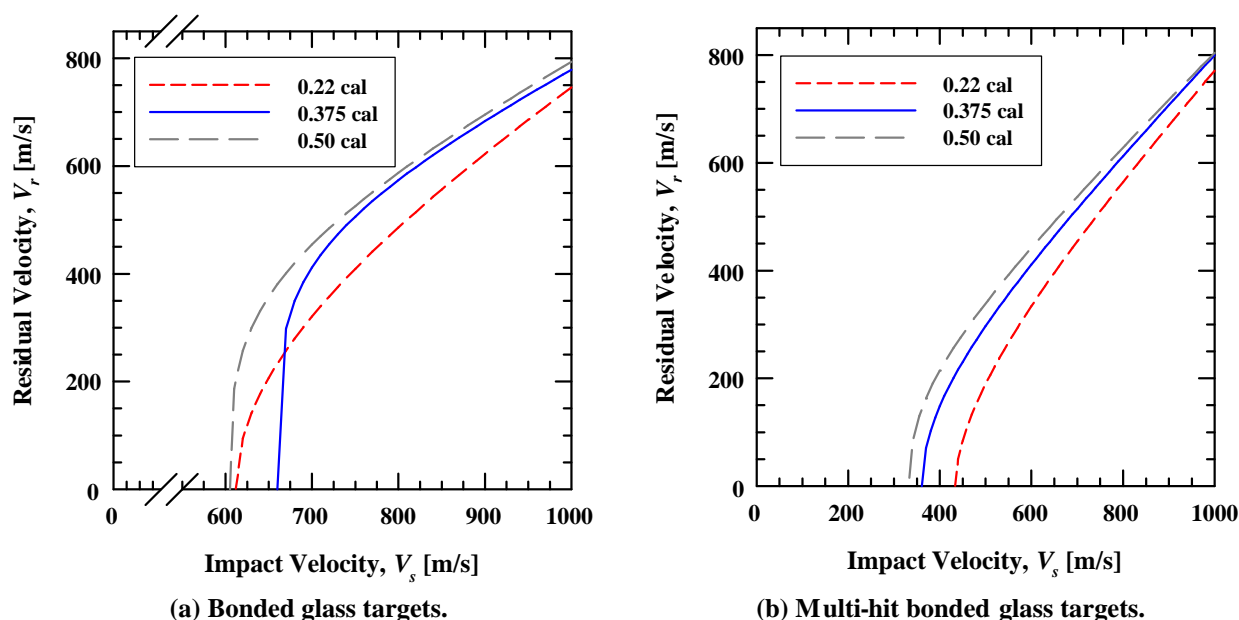 800
600
400
200
0
Residual Velocity, Vr [m/s]
0.22 cal
0.375 cal
0.50 cal
0 600 700 800 900 1000
Impact Velocity, Vs [m/s]
(a) Bonded glass targets.
800
600
400
200
0
Residual Velocity, Vr [m/s]
0.22 cal
0.375 cal
0.50 cal
0 200 400 600 800 1000
Impact Velocity, Vs [m/s]
(b) Multi-hit bonded glass targets.